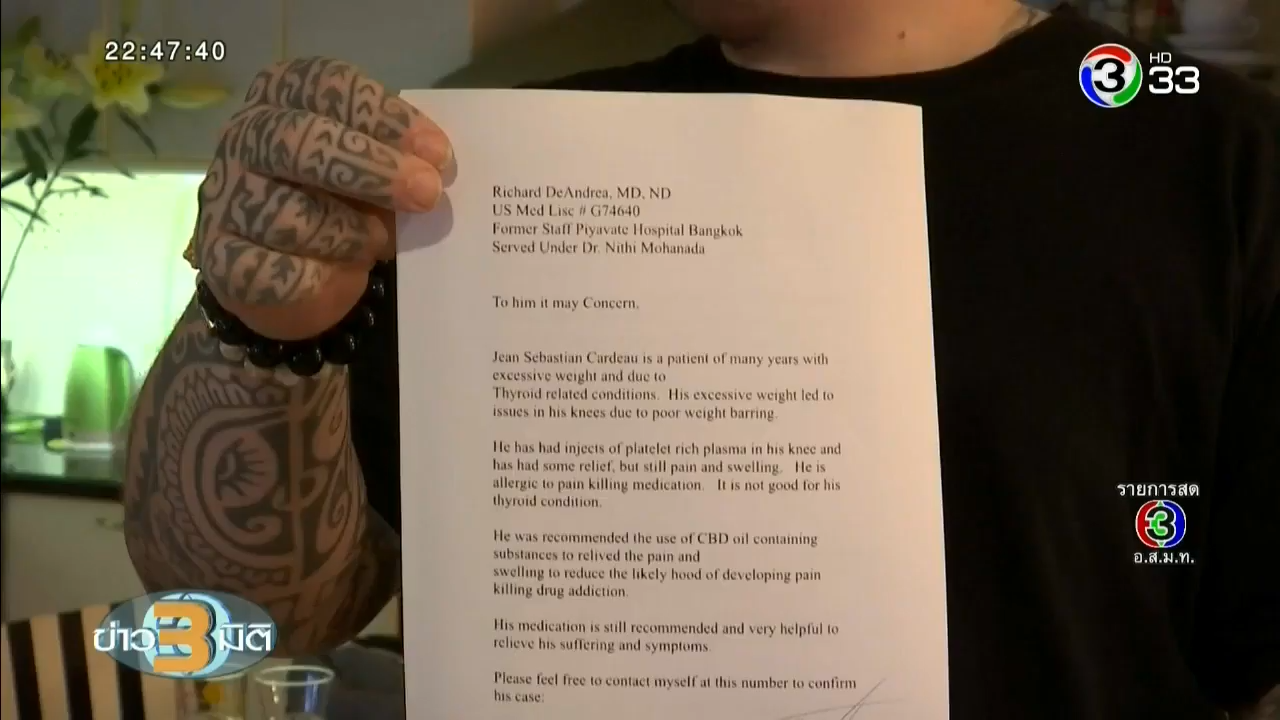 22:47:40
3 HD 33
Richard DeAndrea, MD, ND
US Med Lisc # G74640
Former Staff Piyavate Hospital Bangkok
Served Under Dr. Nithi Mohanada
To him it may Concern,
Jean Sebastian Cardeau is a patient of many years with
excessive weight and due to
Thyroid related conditions. His excessive weight led to
issues in his knees due to poor weight barring.
He has had injects of platelet rich plasma in his knee and
has had some relief, but still pain and swelling. He is
allergic to pain killing medication. It is not good for his
thyroid condition.
He was recommended the use of CBD oil containing
substances to relived the pain and
swelling to reduce the likely hood of developing pain
killing drug addiction.
His medication is still recommended and very helpful to
relieve his suffering and symptoms.
Please feel free to contact myself at this number to confirm
his case:
รายการสด
3
อ.ส.ม.ท.
ข่าว 3 มิติ